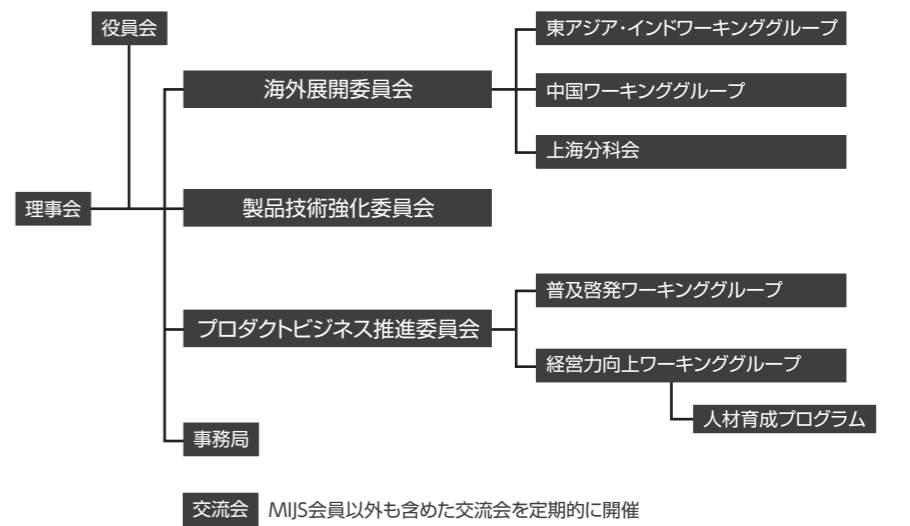 役員会
東アジア・インドワーキンググループ
海外展開委員会
中国ワーキンググループ
上海分科会
理事会
製品技術強化委員会
普及啓発ワーキンググループ
プロダクトビジネス推進委員会
経営力向上ワーキンググループ
人材育成プログラム
事務局
交流会 MIJS会員以外も含めた交流会を定期的に開催